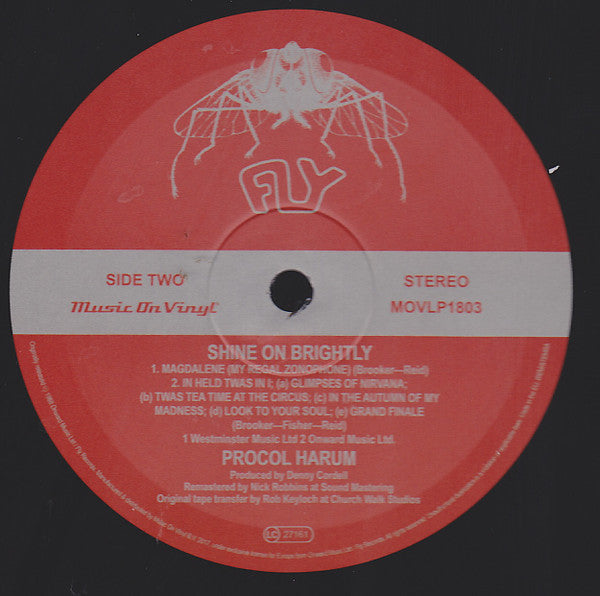 FLY
SIDE TWO
STEREO
Music On Vinyl
MOVLP1803
SHINE ON BRIGHTLY
1. MAGDALENE (MY REGAL ZONOPHONE) (Brooker—Reid)
2. IN HELD TWAS IN I; (a) GLIMPSES OF NIRVANA;
(b) TWAS TEA TIME AT THE CIRCUS; (c) IN THE AUTUMN OF MY
MADNESS; (d) LOOK TO YOUR SOUL; (e) GRAND FINALE
(Brooker—Fisher—Reid)
1 Westminster Music Ltd 2 Onward Music Ltd.
PROCOL HARUM
Produced by Denny Cordell
Remastered by Nick Robbins at Sound Mastering
Original tape transfer by Rob Keyloch at Church Walk Studios
LC 27161